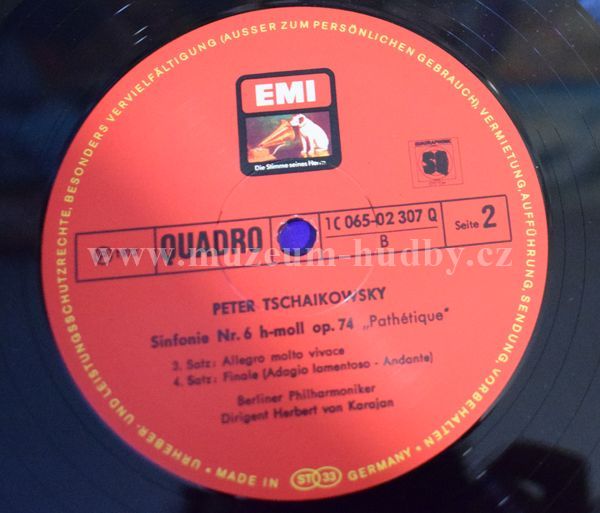 URHEBER- UND LEISTUNGSSCHUTZRECHTE, BESONDERS VERVIELFÄLTIGUNG (AUSSER ZUM PERSÖNLICHEN GEBRAUCH), VERMIETUNG, AUFFÜHRUNG, SENDUNG, VORBEHALTEN •
EMI
Die Stimme seines Herrn
QUADRAPHONIC
SQ
QUADRO
1C 065-02 307 Q
B
Seite 2
www.muzeum-hudby.cz
PETER TSCHAIKOWSKY
Sinfonie Nr. 6 h-moll op. 74 „Pathétique"
3. Satz: Allegro molto vivace
4. Satz: Finale (Adagio lamentoso - Andante)
Berliner Philharmoniker
Dirigent Herbert von Karajan
• MADE IN ST 33 GERMANY •